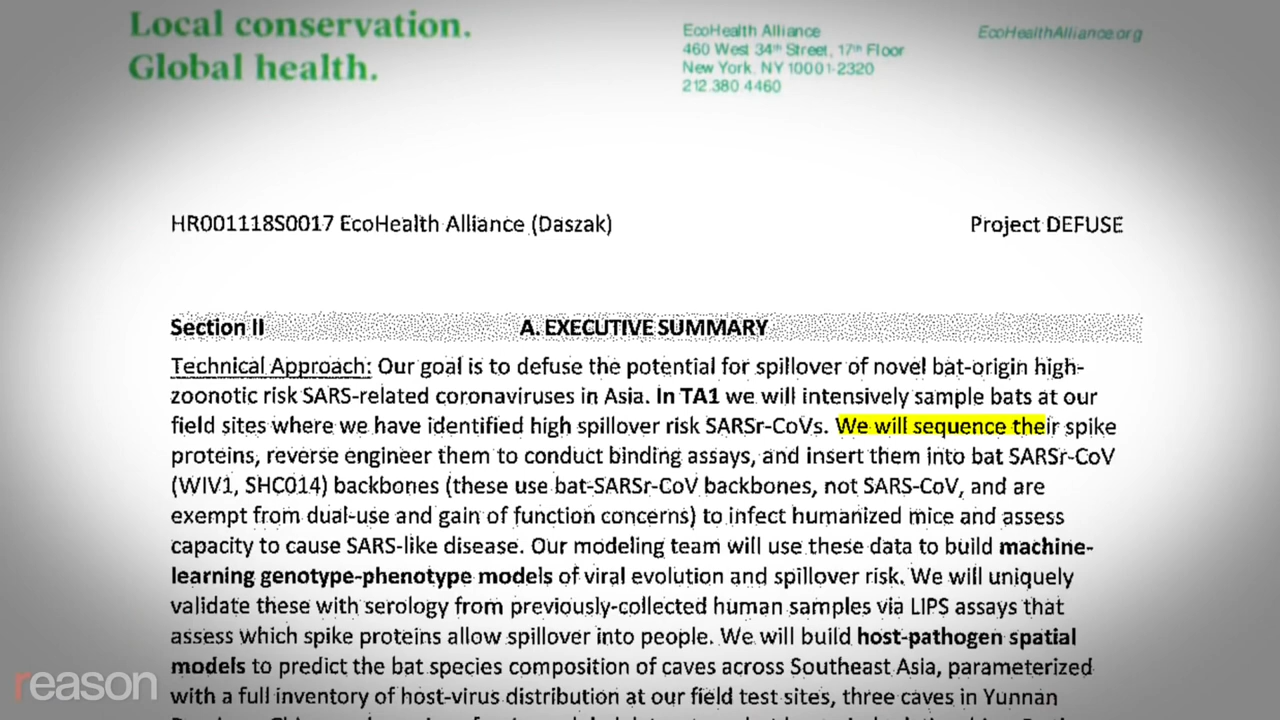 Local conservation.
Global health.
EcoHealth Alliance
460 West 34th Street, 17th Floor
New York, NY 10001-2320
212.380.4460
EcoHealthAlliance.org
HR001118S0017 EcoHealth Alliance (Daszak)
Project DEFUSE
Section II
A. EXECUTIVE SUMMARY
Technical Approach: Our goal is to defuse the potential for spillover of novel bat-origin high-
zoonotic risk SARS-related coronaviruses in Asia. In TA1 we will intensively sample bats at our
field sites where we have identified high spillover risk SARSr-CoVs. We will sequence their spike
proteins, reverse engineer them to conduct binding assays, and insert them into bat SARSr-CoV
(WIV1, SHC014) backbones (these use bat-SARSr-CoV backbones, not SARS-CoV, and are
exempt from dual-use and gain of function concerns) to infect humanized mice and assess
capacity to cause SARS-like disease. Our modeling team will use these data to build machine-
learning genotype-phenotype models of viral evolution and spillover risk. We will uniquely
validate these with serology from previously-collected human samples via LIPS assays that
assess which spike proteins allow spillover into people. We will build host-pathogen spatial
models to predict the bat species composition of caves across Southeast Asia, parameterized
with a full inventory of host-virus distribution at our field test sites, three caves in Yunnan
reason